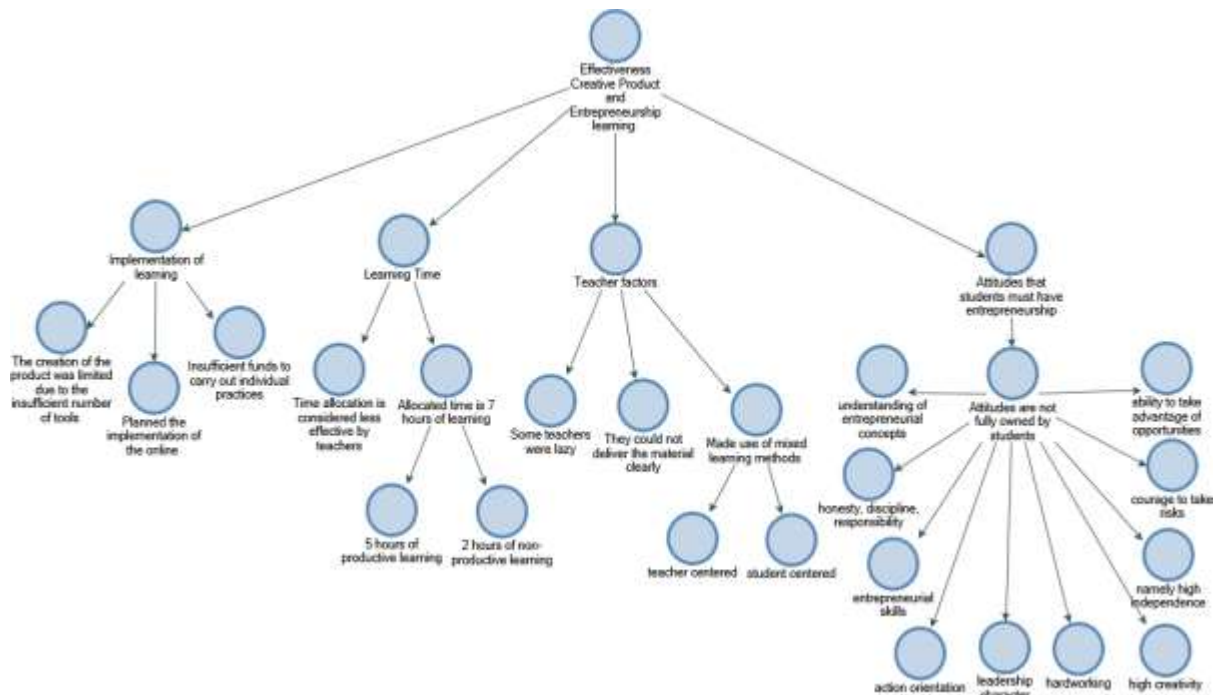 Effectiveness
Creative Product
and
Entrepreneurship
learning
Implementation of
learning
Learning Time
Teacher factors
Attitudes that
students must have
entrepreneurship
The creation of the
product was limited
due to the
insufficient number
of tools
Planned the
implementation of
the online
Insufficient funds to
carry out individual
practices
Time allocation is
considered less
effective by
teachers
Allocated time is 7
hours of learning
Some teachers
were lazy
They could not
deliver the material
clearly
Made use of mixed
learning methods
understanding of
entrepreneurial
concepts
Attitudes are not
fully owned by
students
ability to take
advantage of
opportunities
honesty, discipline,
responsibility
courage to take
risks
5 hours of
productive learning
2 hours of non-
productive learning
teacher centered
student centered
entrepreneurial
skills
namely high
independence
action orientation
leadership
character
hardworking
high creativity